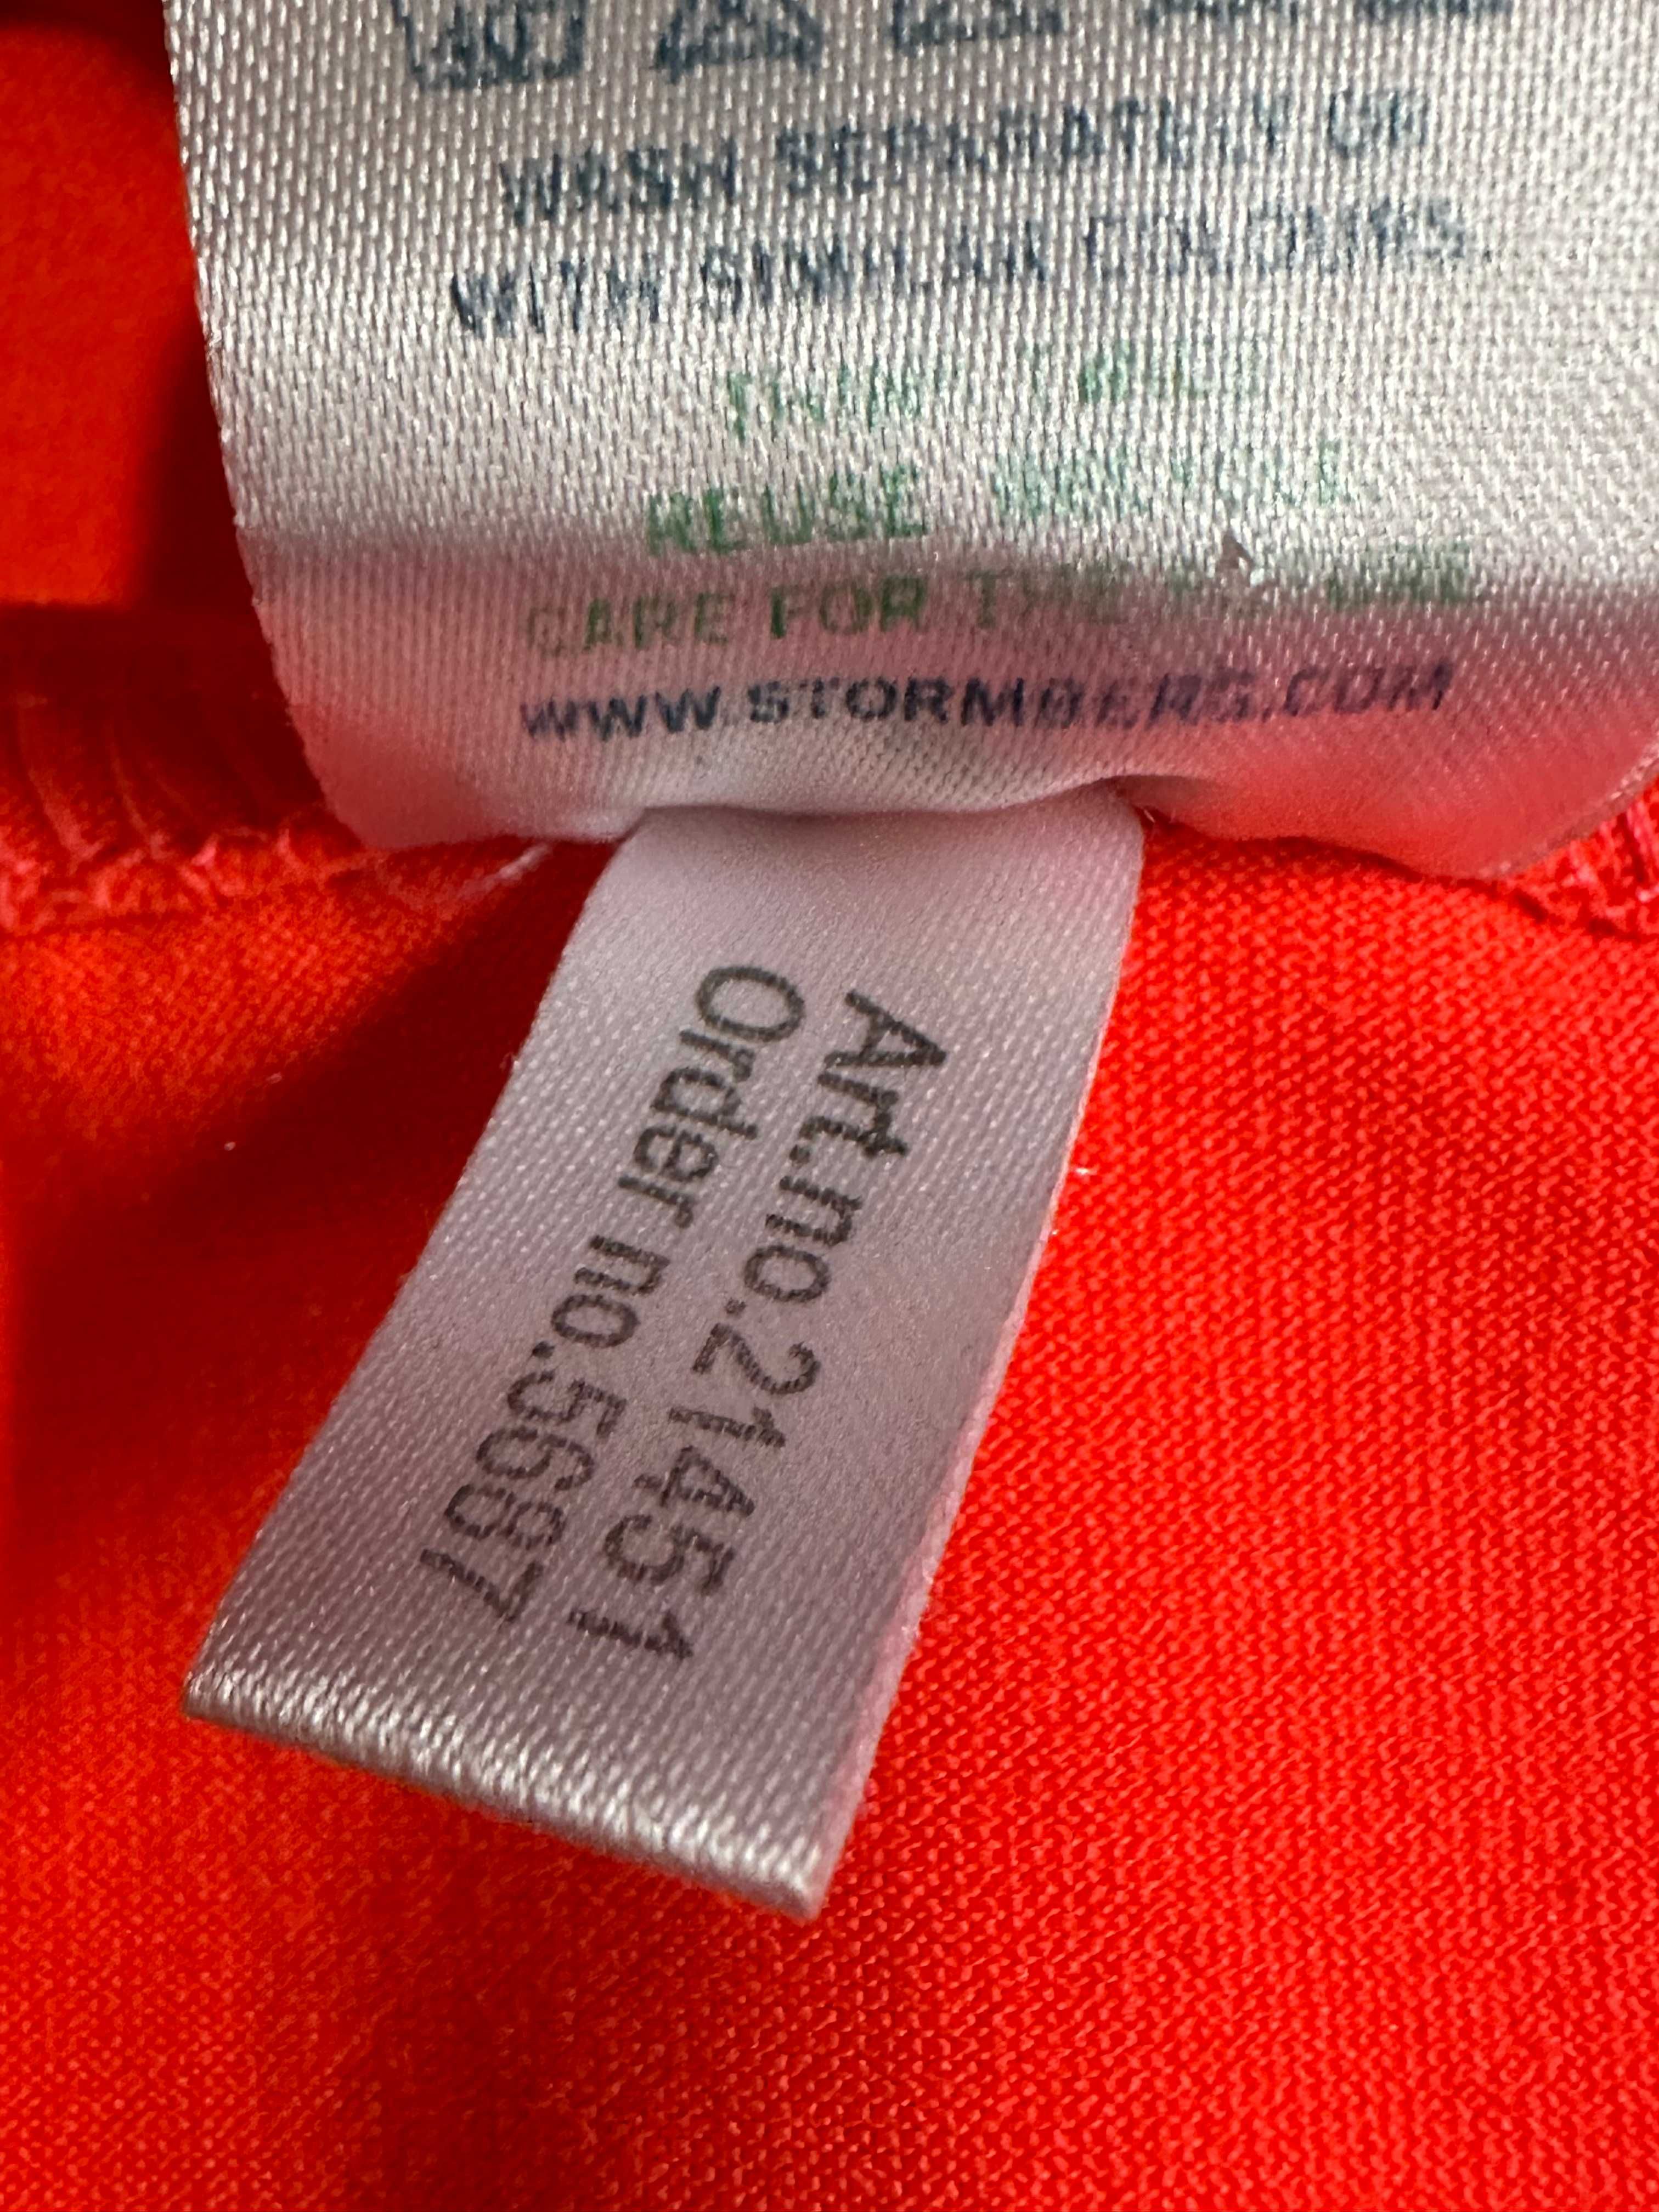 40
WASH SEPARATELY OR
WITH SIMILAR COLOURS.
REUSE
CARE FOR THE
WWW.STORMBERG.COM
Art.no.21451
Order no.5687